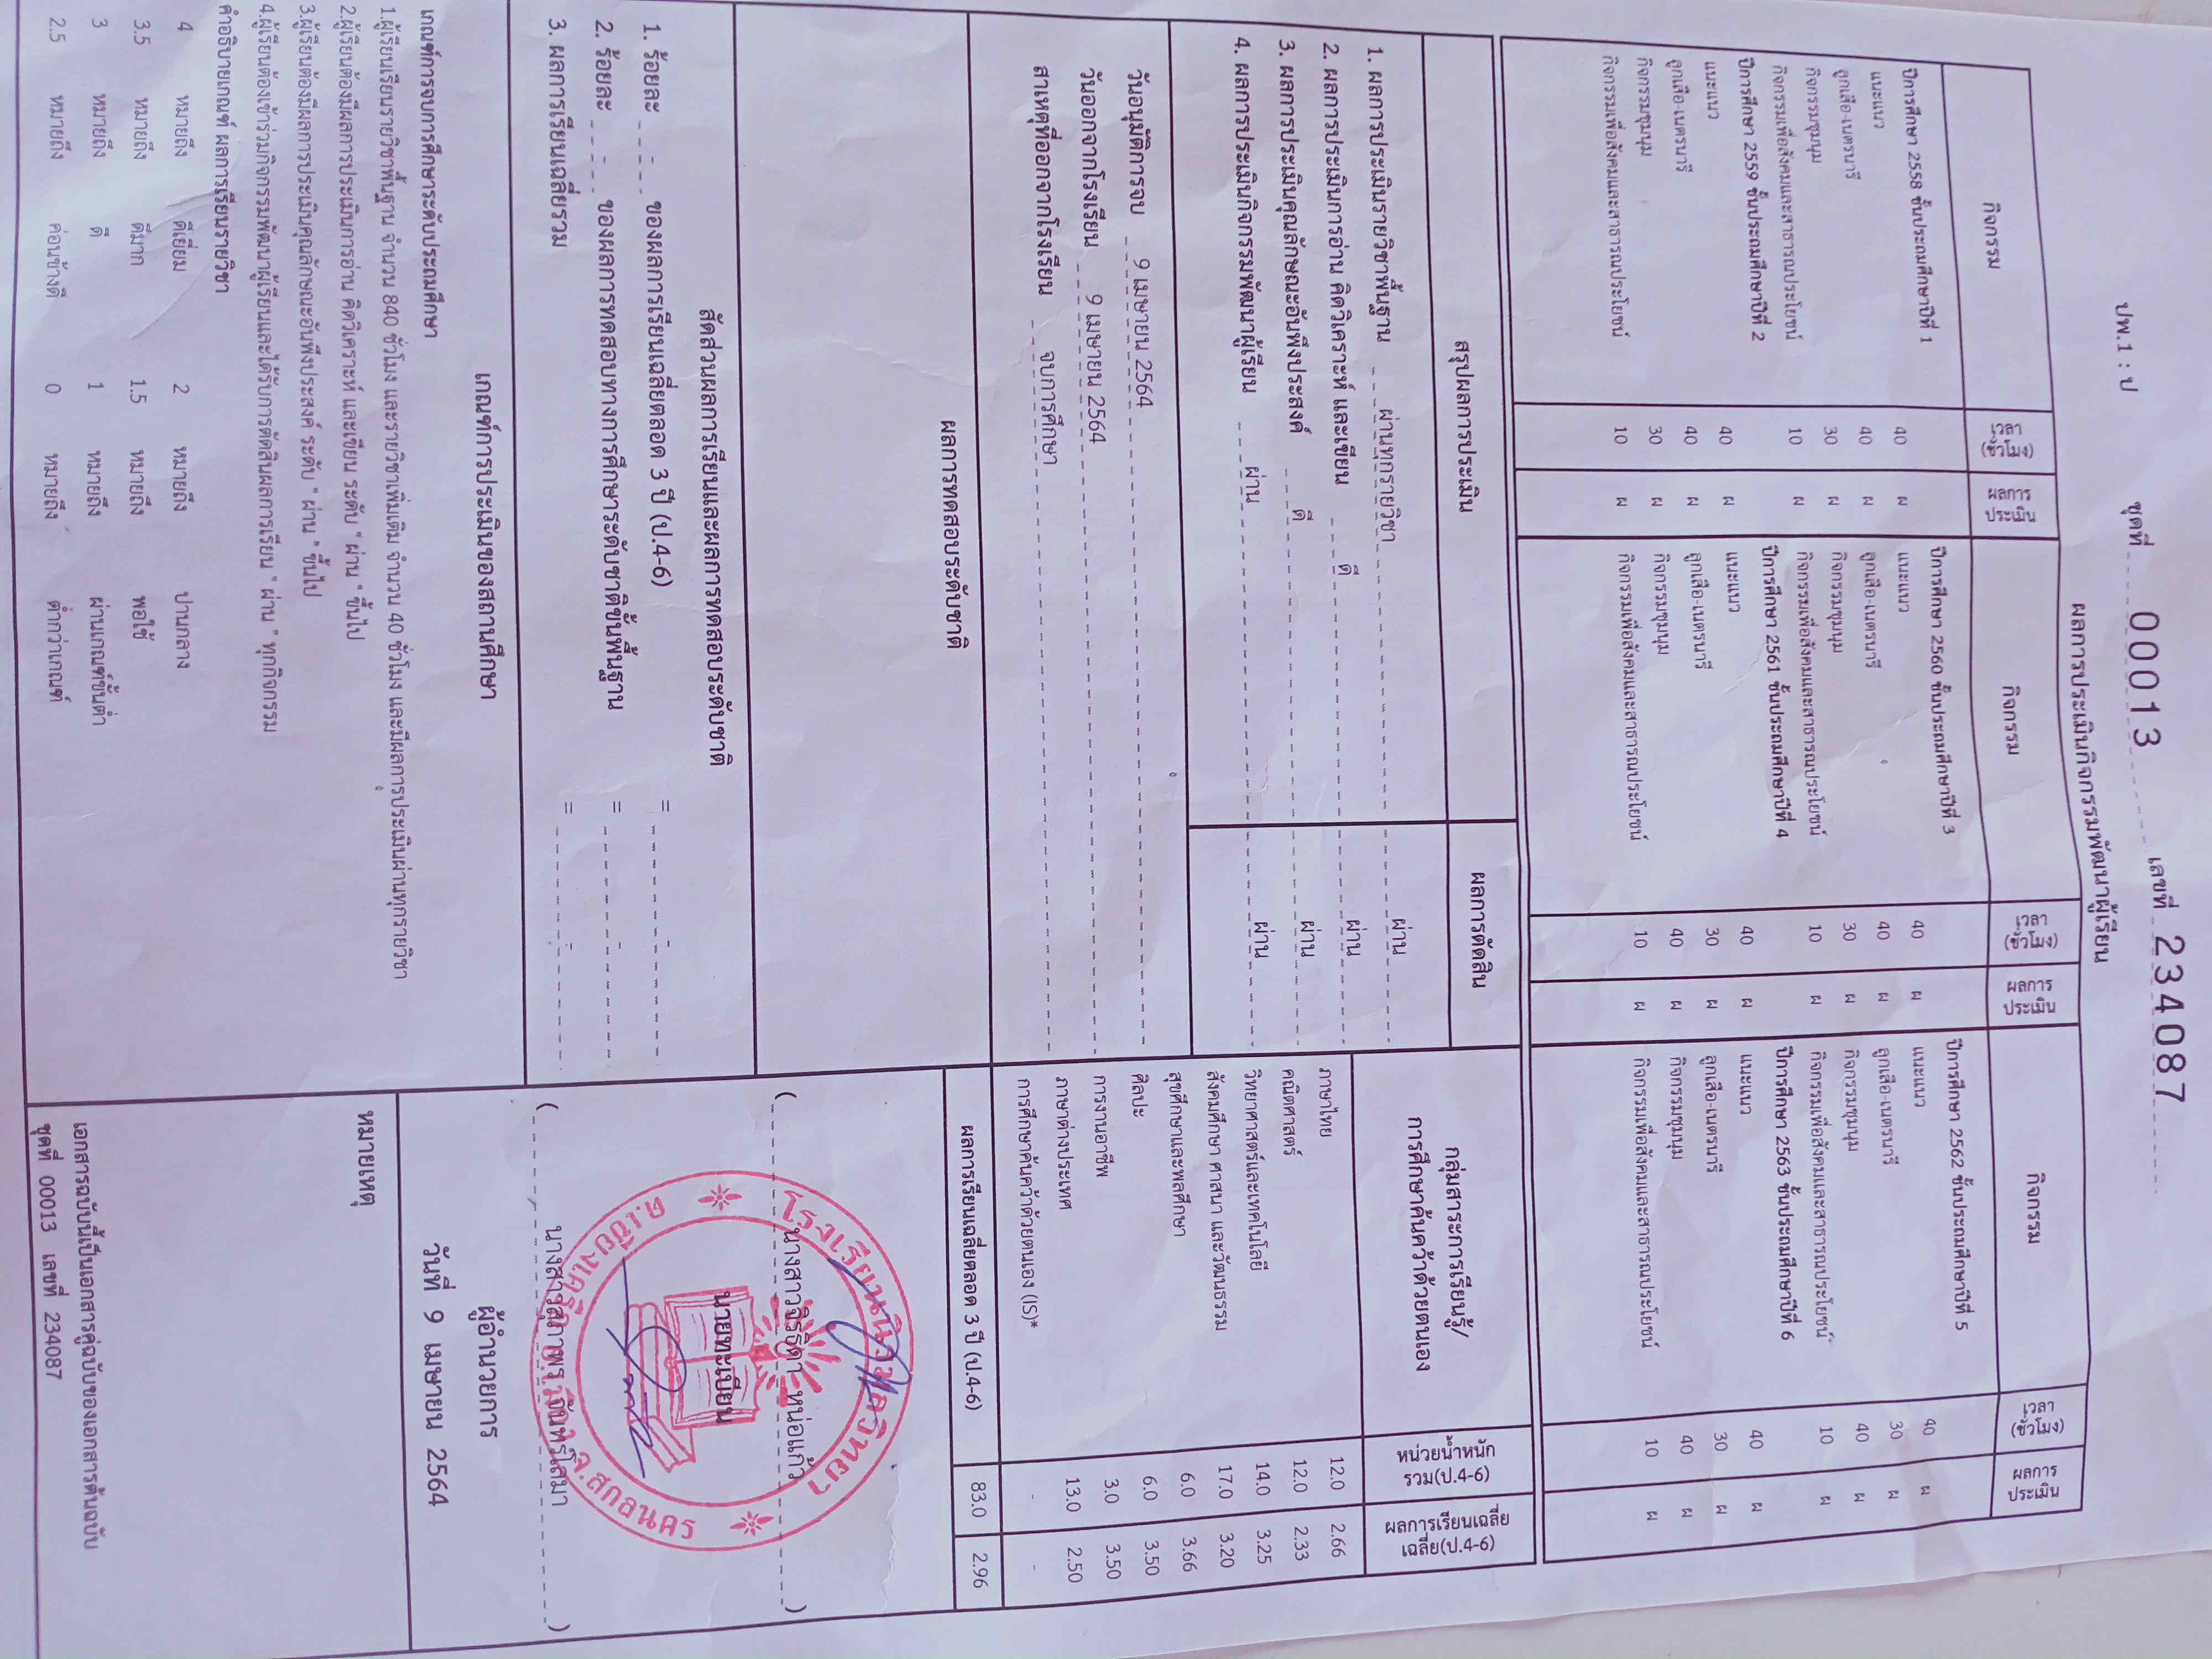 ปพ.1 : ป ชุดที่ 00013 เลขที่ 234087
ผลการประเมินกิจกรรมพัฒนาผู้เรียน
กิจกรรม เวลา (ชั่วโมง) ผลการประเมิน กิจกรรม เวลา (ชั่วโมง) ผลการประเมิน กิจกรรม เวลา (ชั่วโมง) ผลการประเมิน
ปีการศึกษา 2558 ชั้นประถมศึกษาปีที่ 1
แนะแนว 40 ผ
ลูกเสือ-เนตรนารี 40 ผ
กิจกรรมชุมนุม 30 ผ
กิจกรรมเพื่อสังคมและสาธารณประโยชน์ 10 ผ
ปีการศึกษา 2559 ชั้นประถมศึกษาปีที่ 2
แนะแนว 40 ผ
ลูกเสือ-เนตรนารี 40 ผ
กิจกรรมชุมนุม 30 ผ
กิจกรรมเพื่อสังคมและสาธารณประโยชน์ 10 ผ
ปีการศึกษา 2560 ชั้นประถมศึกษาปีที่ 3
แนะแนว 40 ผ
ลูกเสือ-เนตรนารี 40 ผ
กิจกรรมชุมนุม 30 ผ
กิจกรรมเพื่อสังคมและสาธารณประโยชน์ 10 ผ
ปีการศึกษา 2561 ชั้นประถมศึกษาปีที่ 4
แนะแนว 40 ผ
ลูกเสือ-เนตรนารี 30 ผ
กิจกรรมชุมนุม 40 ผ
กิจกรรมเพื่อสังคมและสาธารณประโยชน์ 10 ผ
ปีการศึกษา 2562 ชั้นประถมศึกษาปีที่ 5
แนะแนว 40 ผ
ลูกเสือ-เนตรนารี 30 ผ
กิจกรรมชุมนุม 40 ผ
กิจกรรมเพื่อสังคมและสาธารณประโยชน์ 10 ผ
ปีการศึกษา 2563 ชั้นประถมศึกษาปีที่ 6
แนะแนว 40 ผ
ลูกเสือ-เนตรนารี 30 ผ
กิจกรรมชุมนุม 40 ผ
กิจกรรมเพื่อสังคมและสาธารณประโยชน์ 10 ผ
สรุปผลการประเมิน ผลการตัดสิน
1. ผลการประเมินรายวิชาพื้นฐาน ผ่านทุกรายวิชา ผ่าน
2. ผลการประเมินการอ่าน คิดวิเคราะห์ และเขียน ดี ผ่าน
3. ผลการประเมินคุณลักษณะอันพึงประสงค์ ดี ผ่าน
4. ผลการประเมินกิจกรรมพัฒนาผู้เรียน ผ่าน ผ่าน
วันอนุมัติการจบ 9 เมษายน 2564
วันออกจากโรงเรียน 9 เมษายน 2564
สาเหตุที่ออกจากโรงเรียน จบการศึกษา
ผลการทดสอบระดับชาติ
สัดส่วนผลการเรียนและผลการทดสอบระดับชาติ
1. ร้อยละ - ของผลการเรียนเฉลี่ยตลอด 3 ปี (ป.4-6) = -
2. ร้อยละ - ของผลการทดสอบทางการศึกษาระดับชาติขั้นพื้นฐาน = -
3. ผลการเรียนเฉลี่ยรวม = -
เกณฑ์การประเมินของสถานศึกษา
เกณฑ์การจบการศึกษาระดับประถมศึกษา
1.ผู้เรียนเรียนรายวิชาพื้นฐาน จำนวน 840 ชั่วโมง และรายวิชาเพิ่มเติม จำนวน 40 ชั่วโมง และมีผลการประเมินผ่านทุกรายวิชา
2.ผู้เรียนต้องมีผลการประเมินการอ่าน คิดวิเคราะห์ และเขียน ระดับ " ผ่าน " ขึ้นไป
3.ผู้เรียนต้องมีผลการประเมินคุณลักษณะอันพึงประสงค์ ระดับ " ผ่าน " ขึ้นไป
4.ผู้เรียนต้องเข้าร่วมกิจกรรมพัฒนาผู้เรียนและได้รับการตัดสินผลการเรียน " ผ่าน " ทุกกิจกรรม
คำอธิบายเกณฑ์ ผลการเรียนรายวิชา
4 หมายถึง ดีเยี่ยม 2 หมายถึง ปานกลาง
3.5 หมายถึง ดีมาก 1.5 หมายถึง พอใช้
3 หมายถึง ดี 1 หมายถึง ผ่านเกณฑ์ขั้นต่ำ
2.5 หมายถึง ค่อนข้างดี 0 หมายถึง ต่ำกว่าเกณฑ์
กลุ่มสาระการเรียนรู้/ การศึกษาค้นคว้าด้วยตนเอง หน่วยน้ำหนัก รวม(ป.4-6) ผลการเรียนเฉลี่ย เฉลี่ย(ป.4-6)
ภาษาไทย 12.0 2.66
คณิตศาสตร์ 12.0 2.33
วิทยาศาสตร์และเทคโนโลยี 14.0 3.25
สังคมศึกษา ศาสนา และวัฒนธรรม 17.0 3.20
สุขศึกษาและพลศึกษา 6.0 3.66
ศิลปะ 6.0 3.50
การงานอาชีพ 3.0 3.50
ภาษาต่างประเทศ 13.0 2.50
การศึกษาค้นคว้าด้วยตนเอง (IS)* - -
ผลการเรียนเฉลี่ยตลอด 3 ปี (ป.4-6) 83.0 2.96
( นางสาวจิรธิดา หน่อแก้ว )
นายทะเบียน
( นางสาวสุภาพร จันทร์โสมา )
ผู้อำนวยการ
วันที่ 9 เมษายน 2564
หมายเหตุ
เอกสารฉบับนี้เป็นเอกสารคู่ฉบับของเอกสารต้นฉบับ
ชุดที่ 00013 เลขที่ 234087
จ.สกลนคร